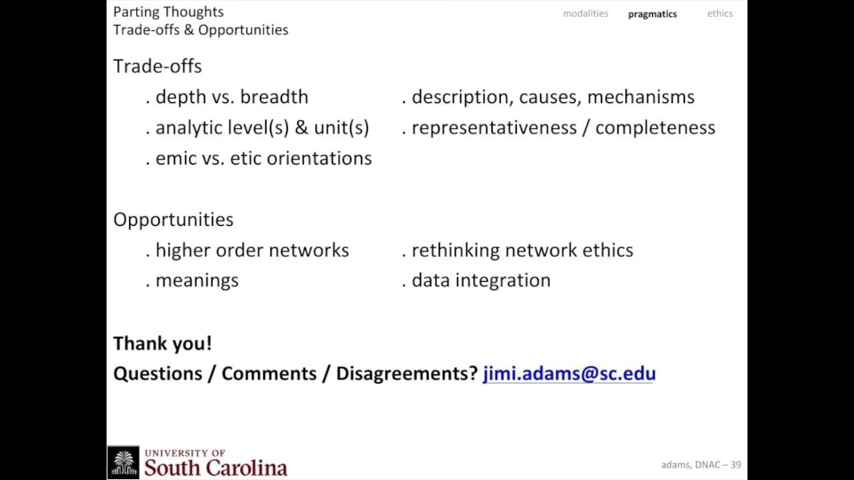 Parting Thoughts
Trade-offs & Opportunities
modalities pragmatics ethics
Trade-offs
. depth vs. breadth
. analytic level(s) & unit(s)
. emic vs. etic orientations
. description, causes, mechanisms
. representativeness / completeness
Opportunities
. higher order networks
. meanings
. rethinking network ethics
. data integration
Thank you!
Questions / Comments / Disagreements? jimi.adams@sc.edu
UNIVERSITY OF
South Carolina
adams, DNAC – 39